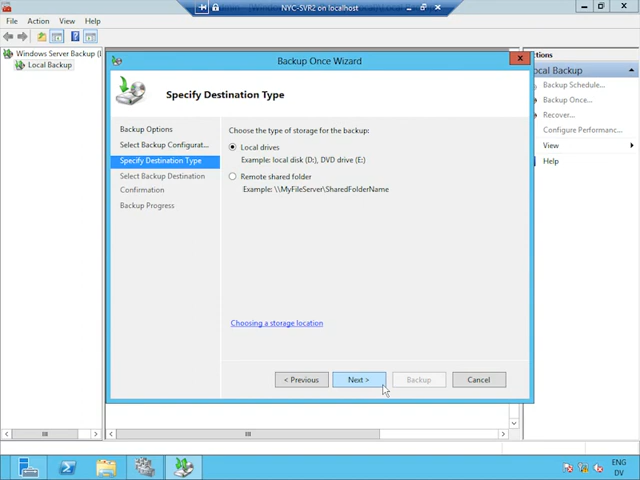 NYC-SVR2 on localhost
File Action View Help
Windows Server Backup (
Local Backup
Backup Once Wizard
Specify Destination Type
Backup Options
Select Backup Configurat...
Specify Destination Type
Select Backup Destination
Confirmation
Backup Progress
Choose the type of storage for the backup:
Local drives
Example: local disk (D:), DVD drive (E:)
Remote shared folder
Example: \\MyFileServer\SharedFolderName
Choosing a storage location
< Previous
Next >
Backup
Cancel
ctions
ocal Backup
Backup Schedule...
Backup Once...
Recover...
Configure Performanc...
View
Help
ENG
DV